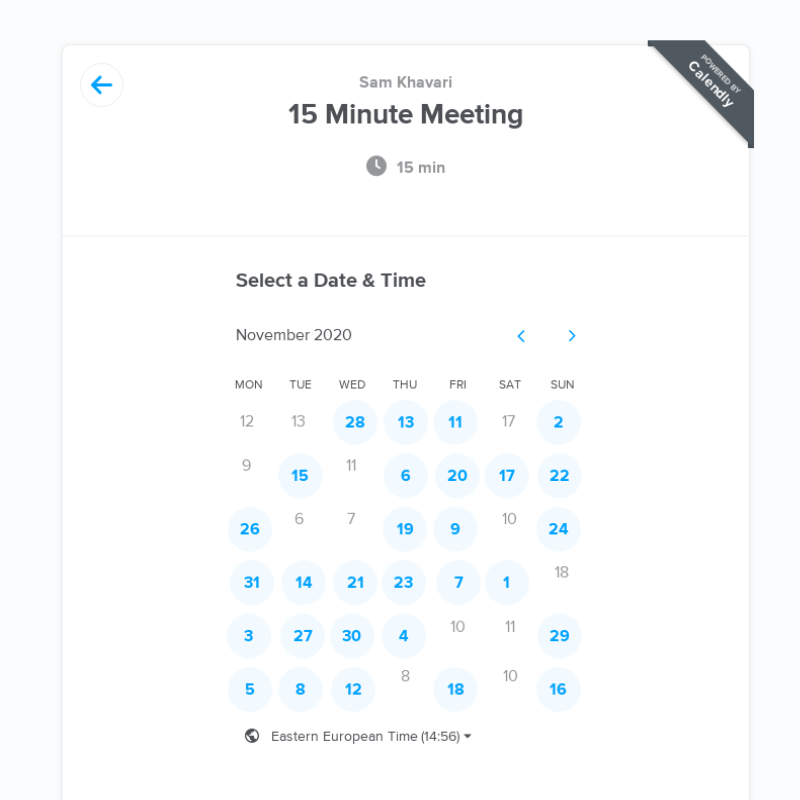 POWERED BY
Calendly
Sam Khavari
15 Minute Meeting
15 min
Select a Date & Time
November 2020
MON TUE WED THU FRI SAT SUN
12 13 28 13 11 17 2
9 15 11 6 20 17 22
26 6 7 19 9 10 24
31 14 21 23 7 1 18
3 27 30 4 10 11 29
5 8 12 8 18 10 16
Eastern European Time (14:56)